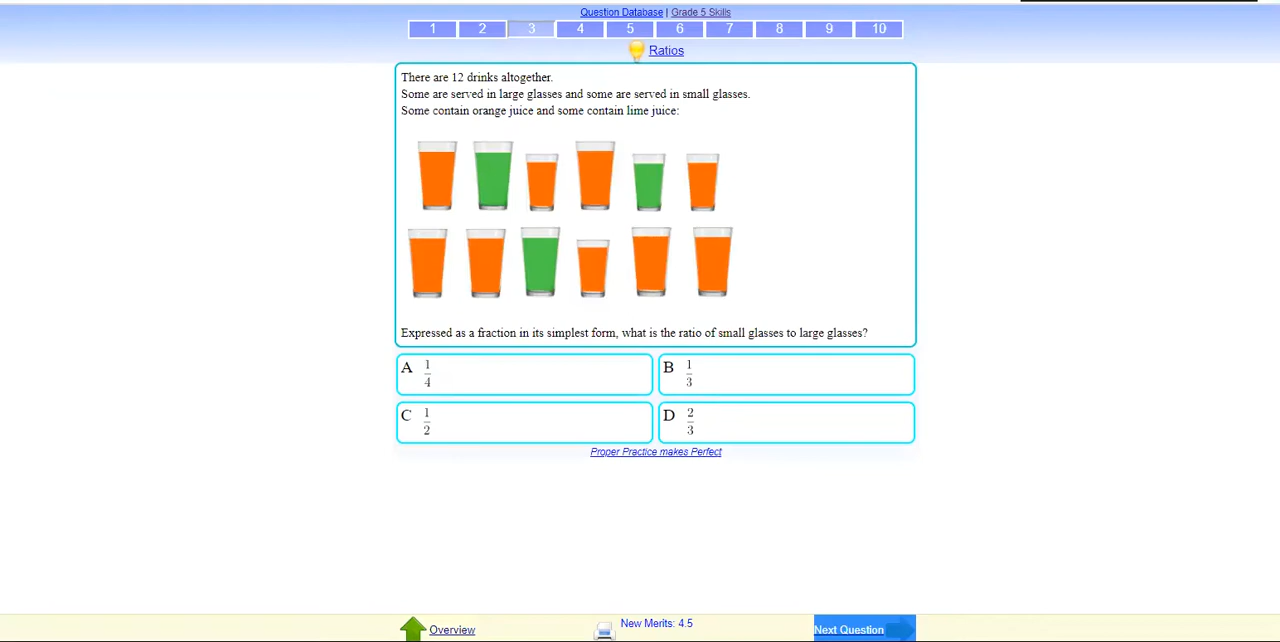 Question Database | Grade 5 Skills
1 2 3 4 5 6 7 8 9 10
Ratios
There are 12 drinks altogether.
Some are served in large glasses and some are served in small glasses.
Some contain orange juice and some contain lime juice:
Expressed as a fraction in its simplest form, what is the ratio of small glasses to large glasses?
A 1/4
B 1/3
C 1/2
D 2/3
Proper Practice makes Perfect
Overview
New Merits: 4.5
Next Question